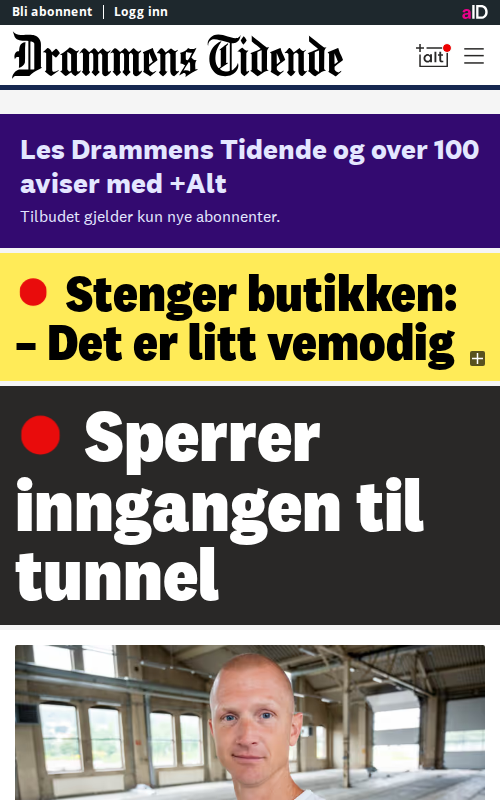 Bli abonnent
Logg inn
aID
Drammens Tidende
+alt
Les Drammens Tidende og over 100
aviser med +Alt
Tilbudet gjelder kun nye abonnenter.
Stenger butikken:
– Det er litt vemodig
Sperrer
inngangen til
tunnel